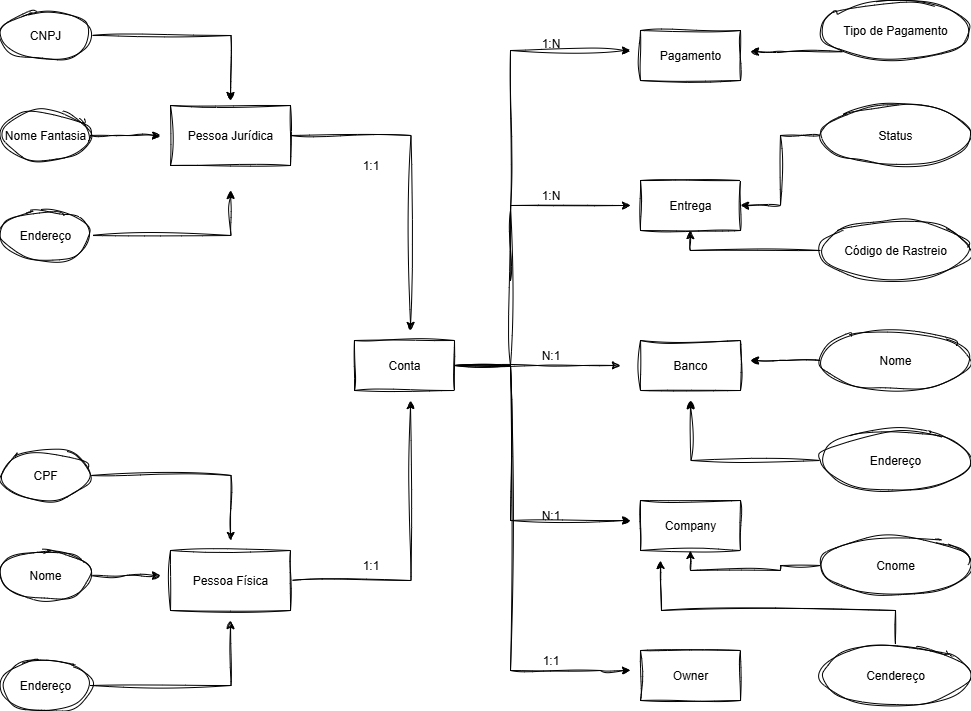 CNPJ
Nome Fantasia
Endereço
Pessoa Jurídica
1:1
Conta
CPF
Nome
Endereço
Pessoa Física
1:1
1:N
Pagamento
Tipo de Pagamento
1:N
Entrega
Status
Código de Rastreio
N:1
Banco
Nome
Endereço
N:1
Company
Cnome
Cendereço
1:1
Owner